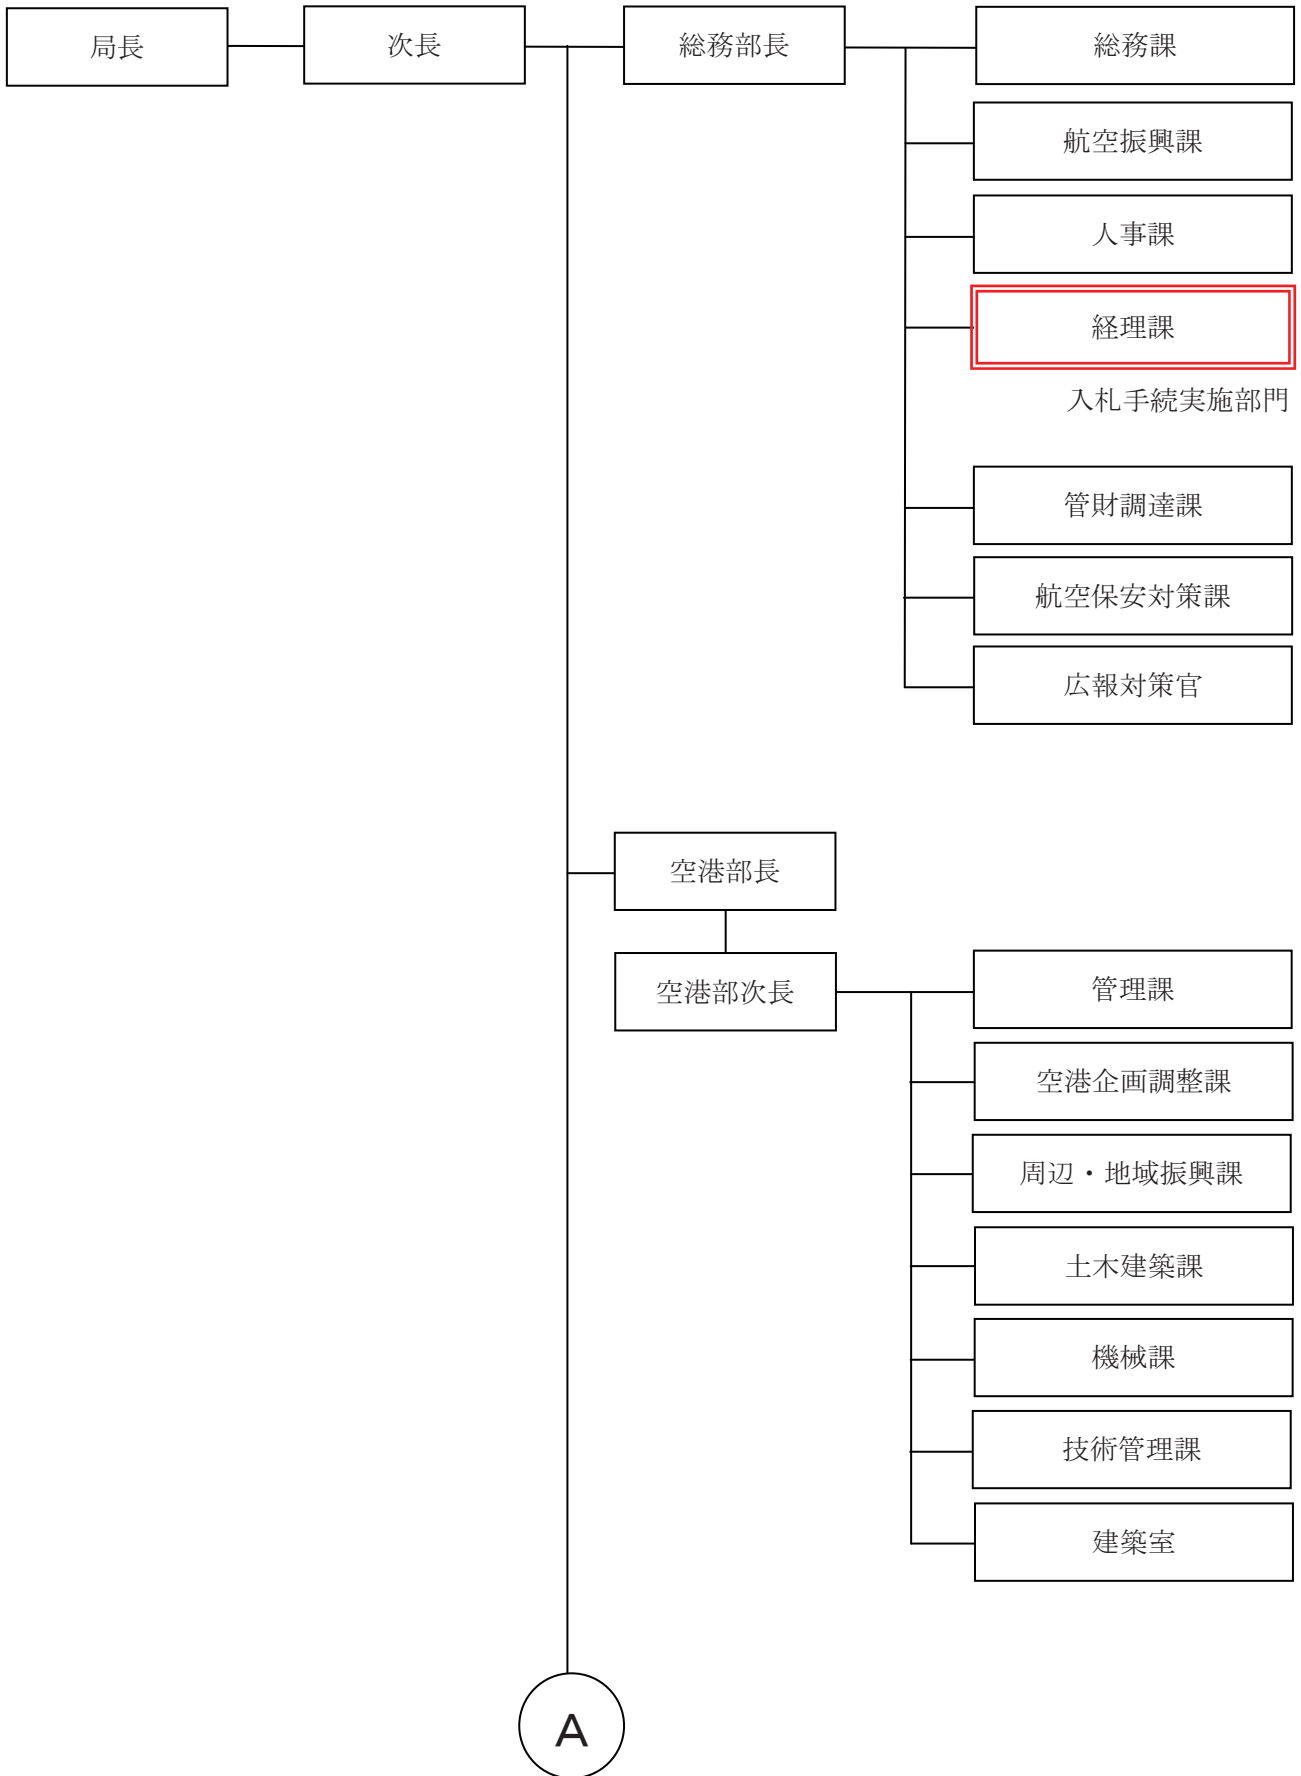 局長
次長
総務部長
総務課
航空振興課
人事課
経理課
入札手続実施部門
管財調達課
航空保安対策課
広報対策官
空港部長
空港部次長
管理課
空港企画調整課
周辺・地域振興課
土木建築課
機械課
技術管理課
建築室
A